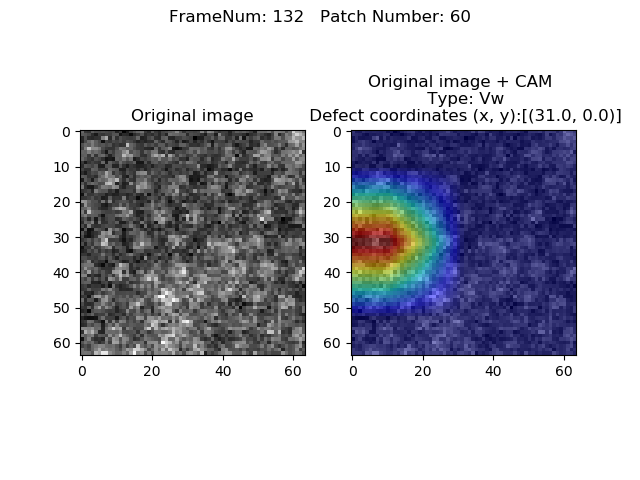 FrameNum: 132   Patch Number: 60
Original image
Original image + CAM
Type: Vw
Defect coordinates (x, y):[(31.0, 0.0)]
0
10
20
30
40
50
60
0 20 40 60
0
10
20
30
40
50
60
0 20 40 60